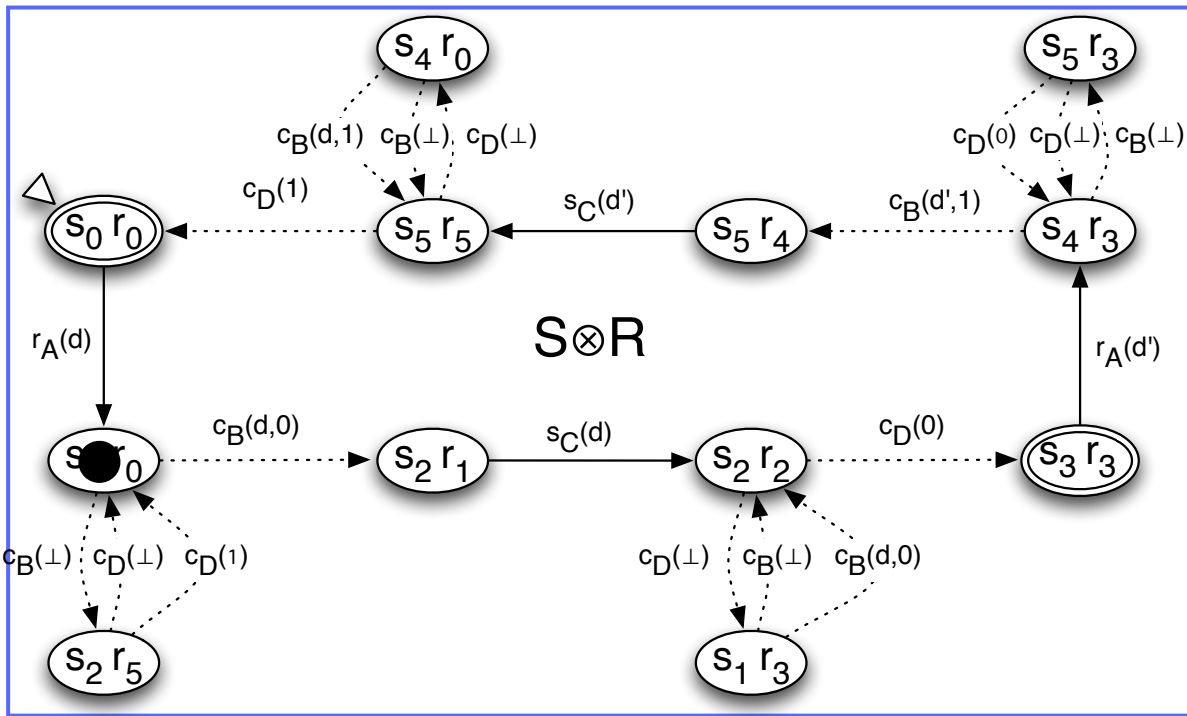 s4 r0
s5 r3
cB(d,1) cB(⊥) cD(⊥)
cD(0) cD(⊥) cB(⊥)
cD(1)
sC(d')
cB(d',1)
s0 r0
s5 r5
s5 r4
s4 r3
rA(d)
S⊗R
rA(d')
cB(d,0)
sC(d)
cD(0)
s r0
s2 r1
s2 r2
s3 r3
cB(⊥) cD(⊥) cD(1)
cD(⊥) cB(⊥) cB(d,0)
s2 r5
s1 r3